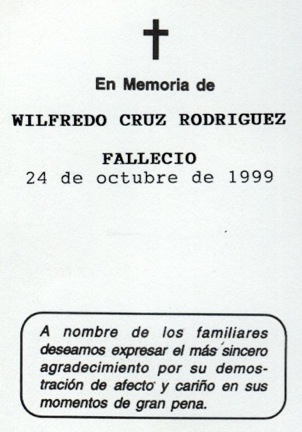 En Memoria de
WILFREDO CRUZ RODRIGUEZ
FALLECIO
24 de octubre de 1999
A nombre de los familiares
deseamos expresar el más sincero
agradecimiento por su demos-
tración de afecto y cariño en sus
momentos de gran pena.